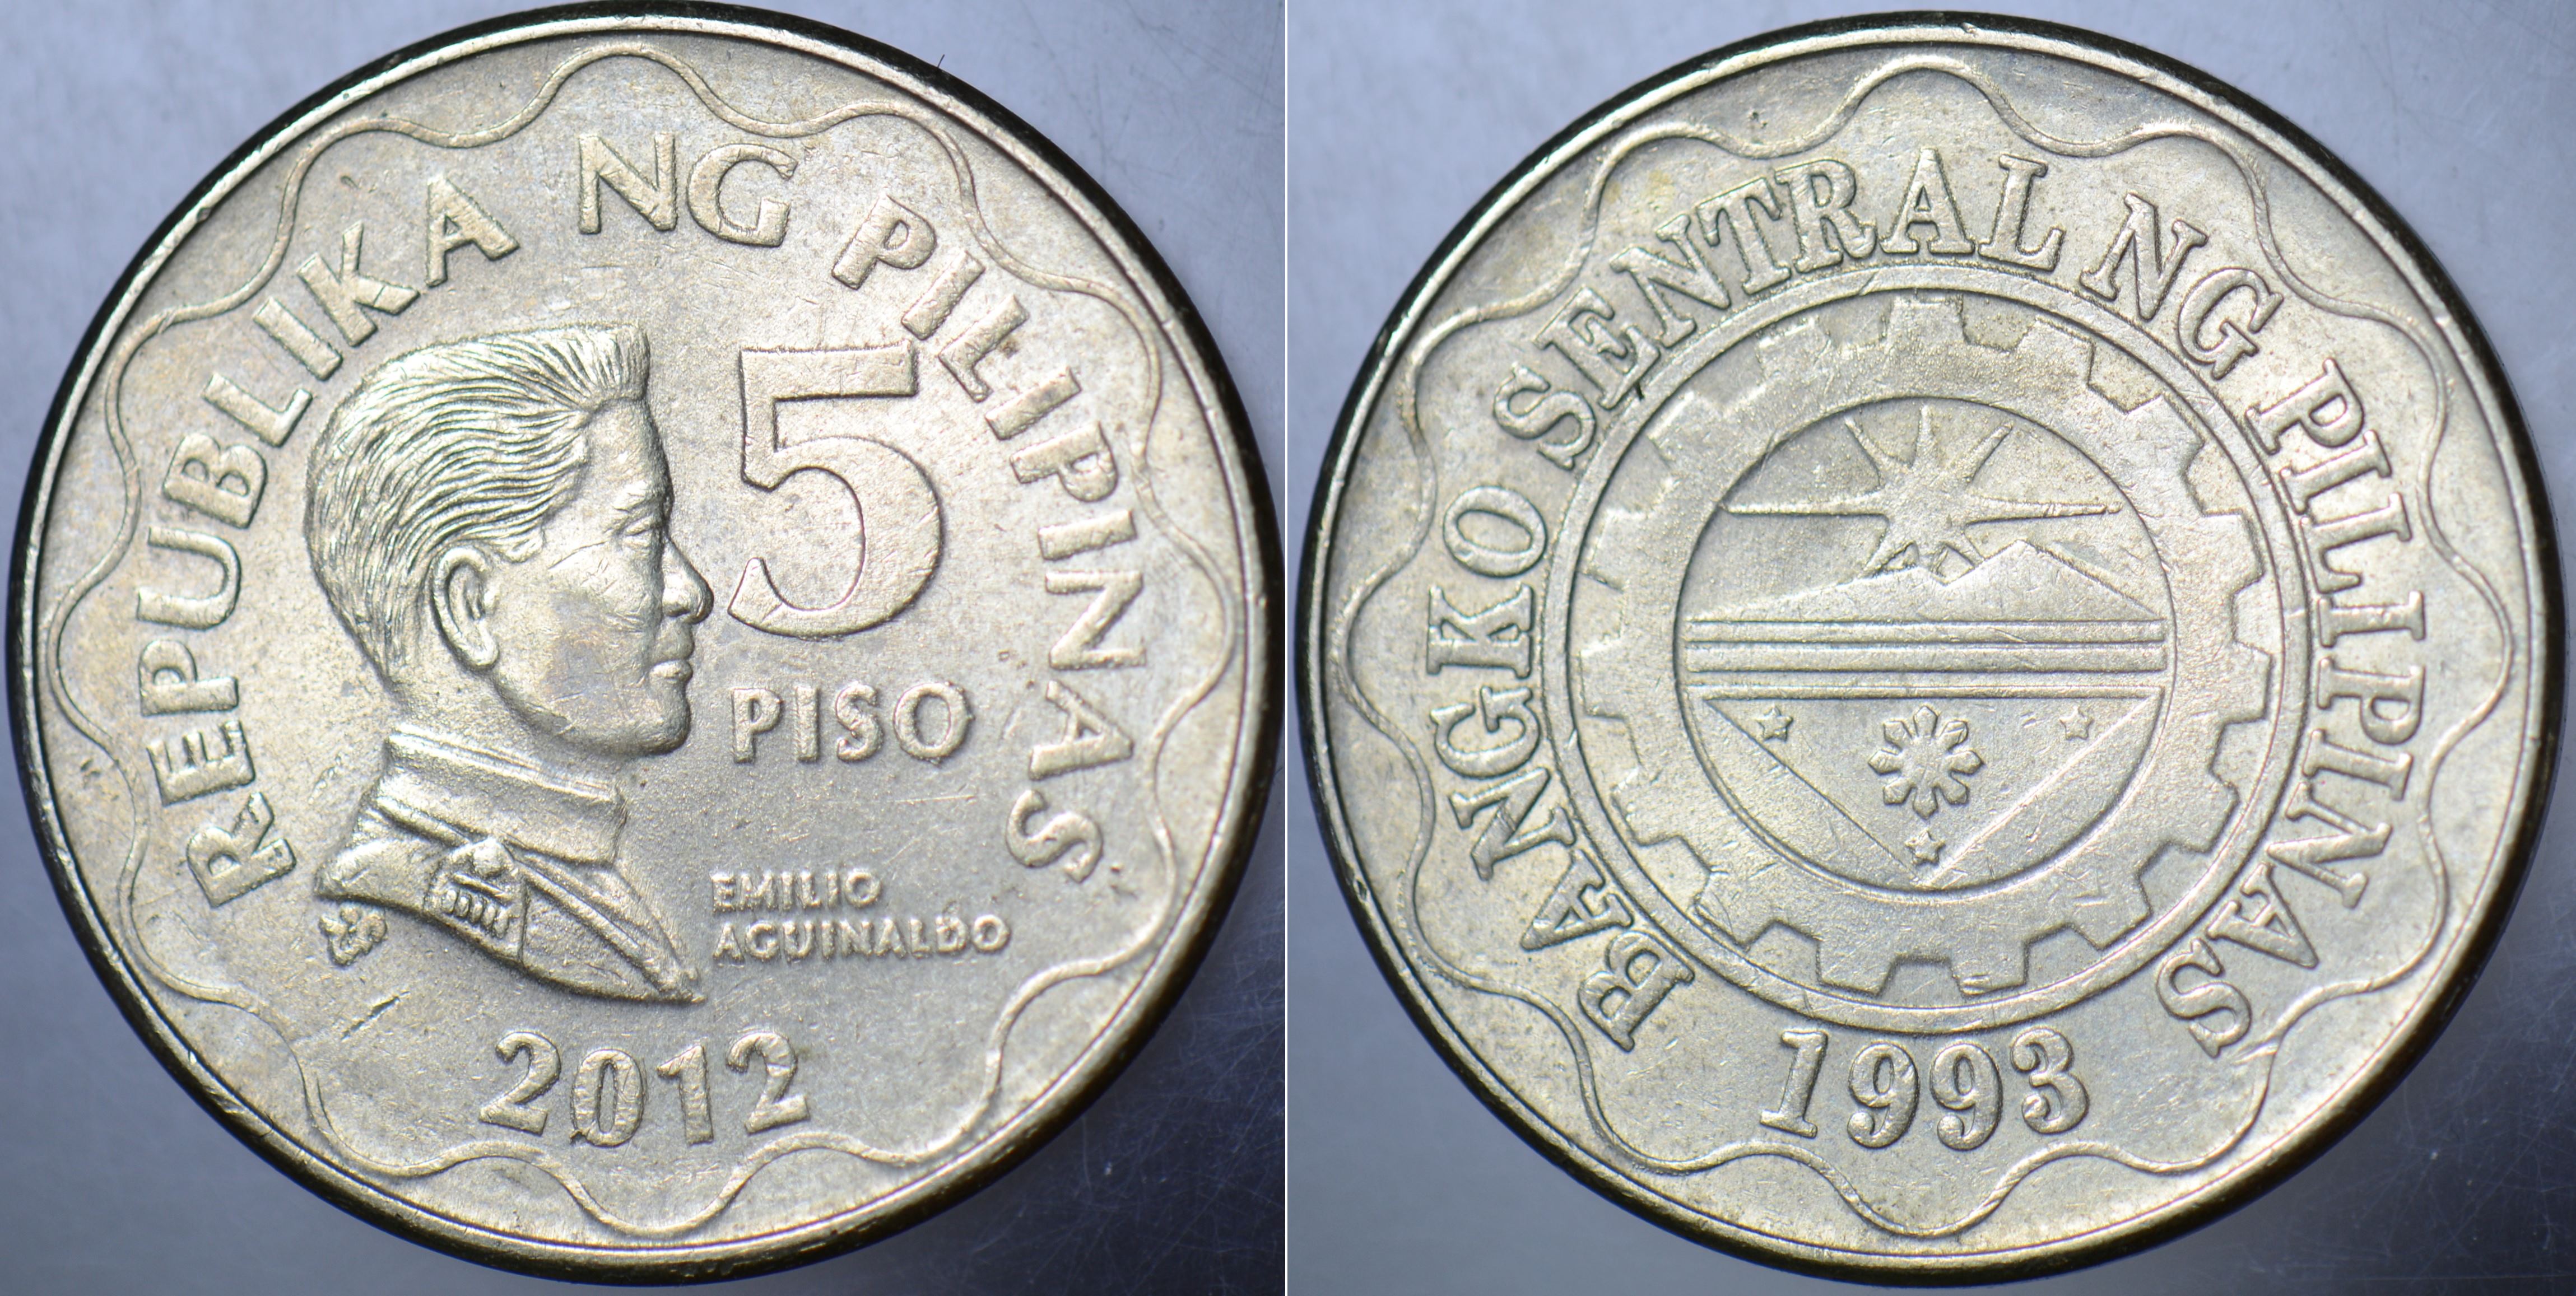 REPUBLIKA NG PILIPINAS
5
PISO
EMILIO
AGUINALDO
2012
BANGKO SENTRAL NG PILIPINAS
1993